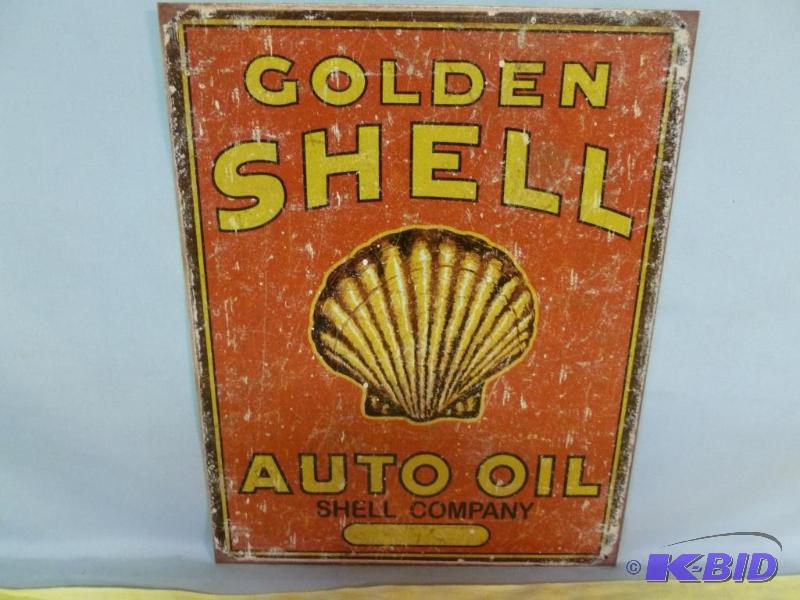 GOLDEN
SHELL
AUTO OIL
SHELL COMPANY
© K-BID